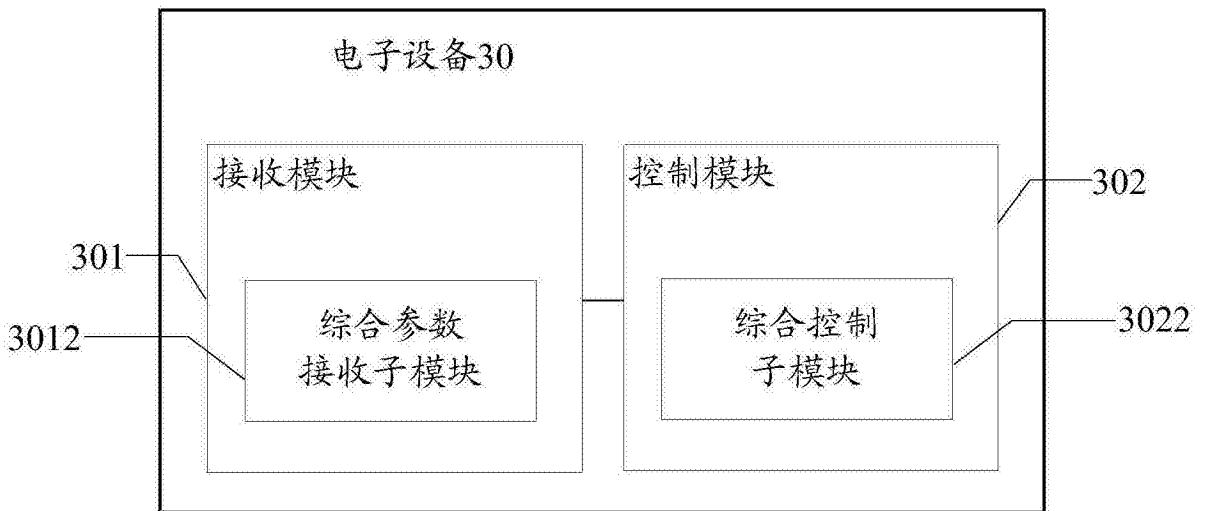 电子设备30
接收模块
控制模块
302
301
综合参数
接收子模块
综合控制
子模块
3012
3022